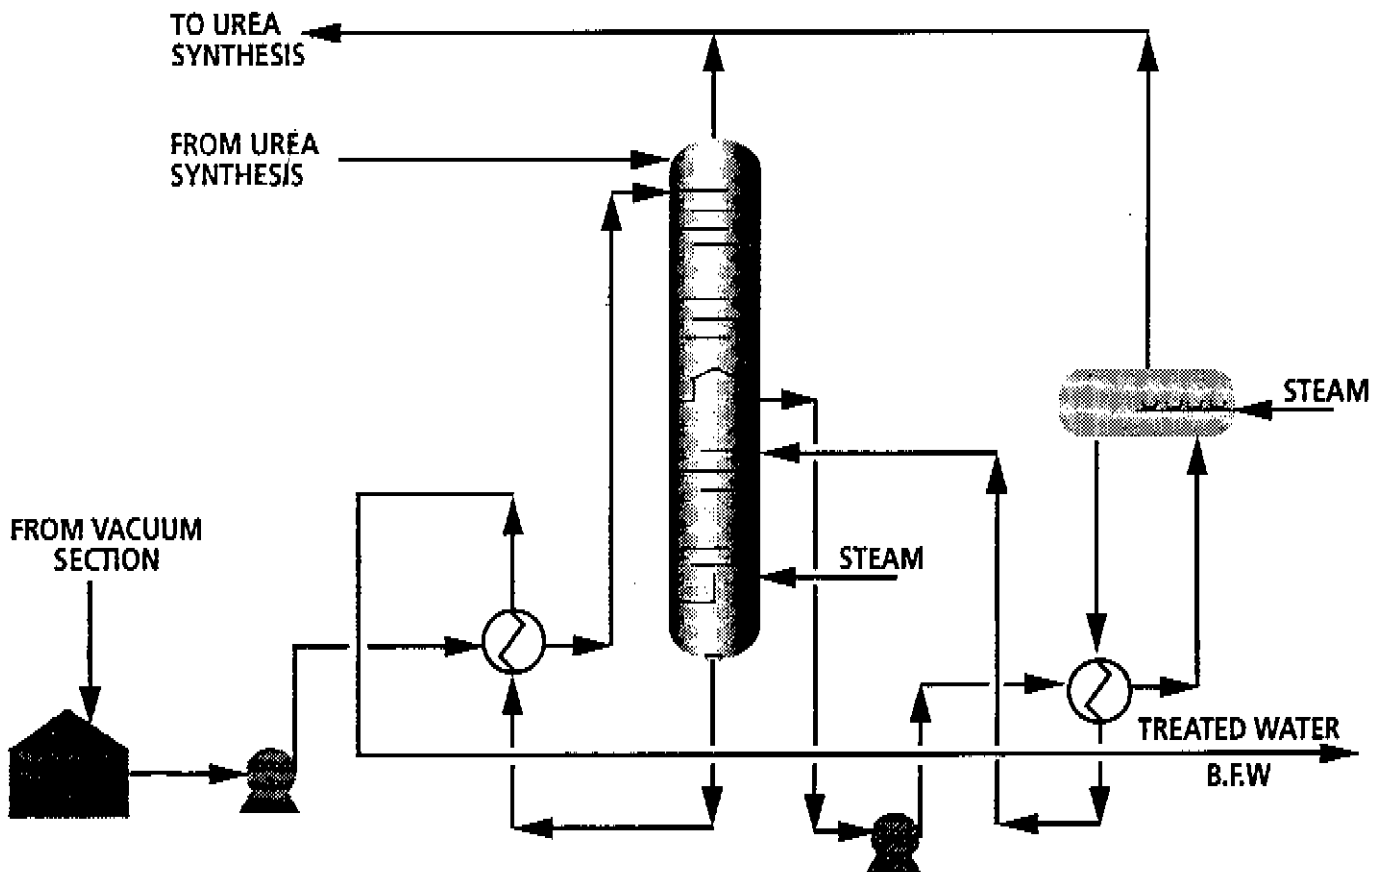 TO UREA
SYNTHESIS
FROM UREA
SYNTHESIS
STEAM
FROM VACUUM
SECTION
STEAM
TREATED WATER
B.F.W